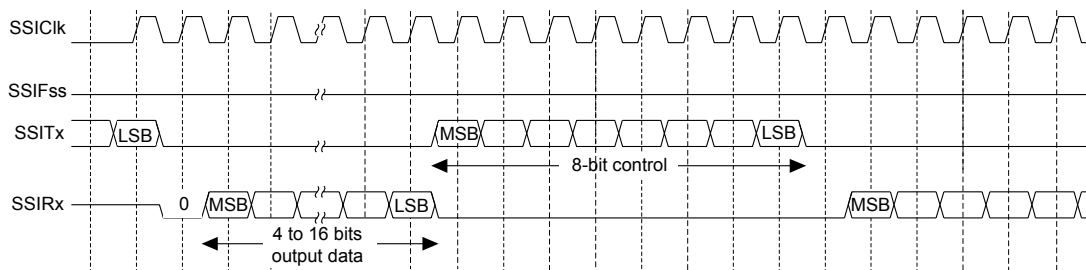 SSIClk
SSIFss
SSITx
LSB
MSB
LSB
8-bit control
SSIRx
0
MSB
LSB
MSB
4 to 16 bits
output data